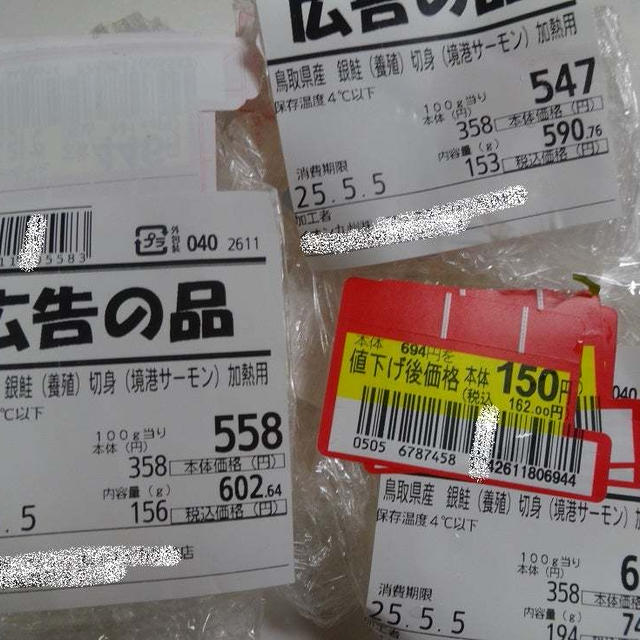 広告の品
鳥取県産 銀鮭(養殖)切身(境港サーモン)加熱用
保存温度4℃以下
100g当り
本体(円)
358
本体価格(円)
547
内容量(g)
153
税込価格(円)
590.76
消費期限
25.5.5
加工者
5583
プラ
外包装
040 2611
広告の品
銀鮭(養殖)切身(境港サーモン)加熱用
℃以下
100g当り
本体(円)
358
本体価格(円)
558
内容量(g)
156
税込価格(円)
602.64
.5
店
本体 694円を
値下げ後価格 本体 150円
(税込 162.00円)
0505 6787458
42611806944
040
鳥取県産 銀鮭(養殖)切身(境港サーモン)
保存温度4℃以下
100g当り
本体(円)
358
本体価格
6
消費期限
25.5.5
内容量(g)
194
税込価格